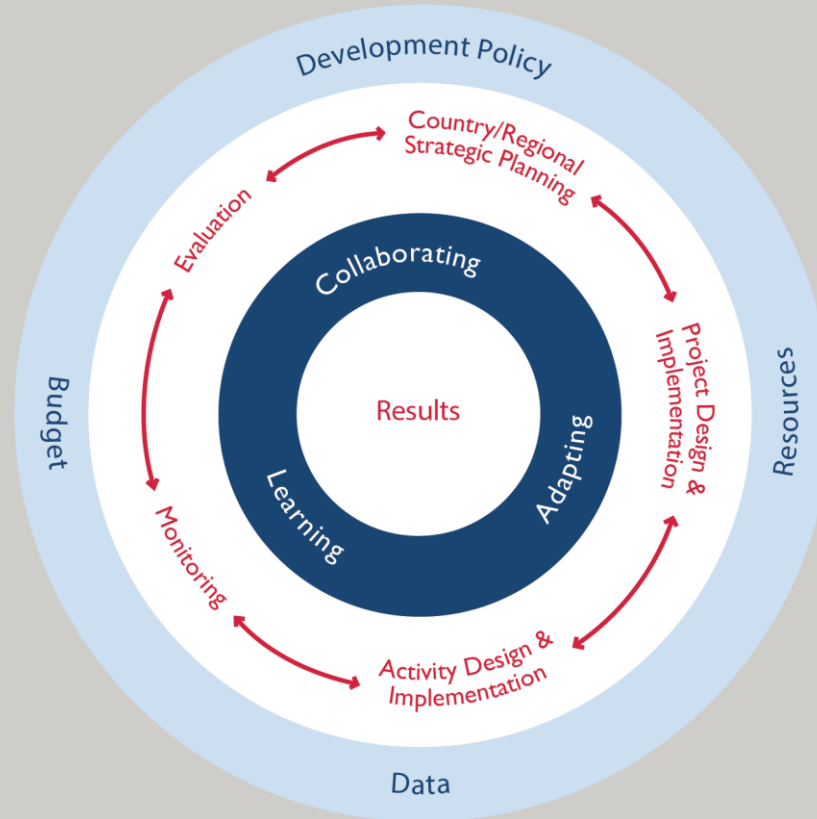 Development Policy
Country/Regional
Strategic Planning
Evaluation
Collaborating
Project Design &
Implementation
Budget
Results
Resources
Adapting
Learning
Monitoring
Activity Design &
Implementation
Data